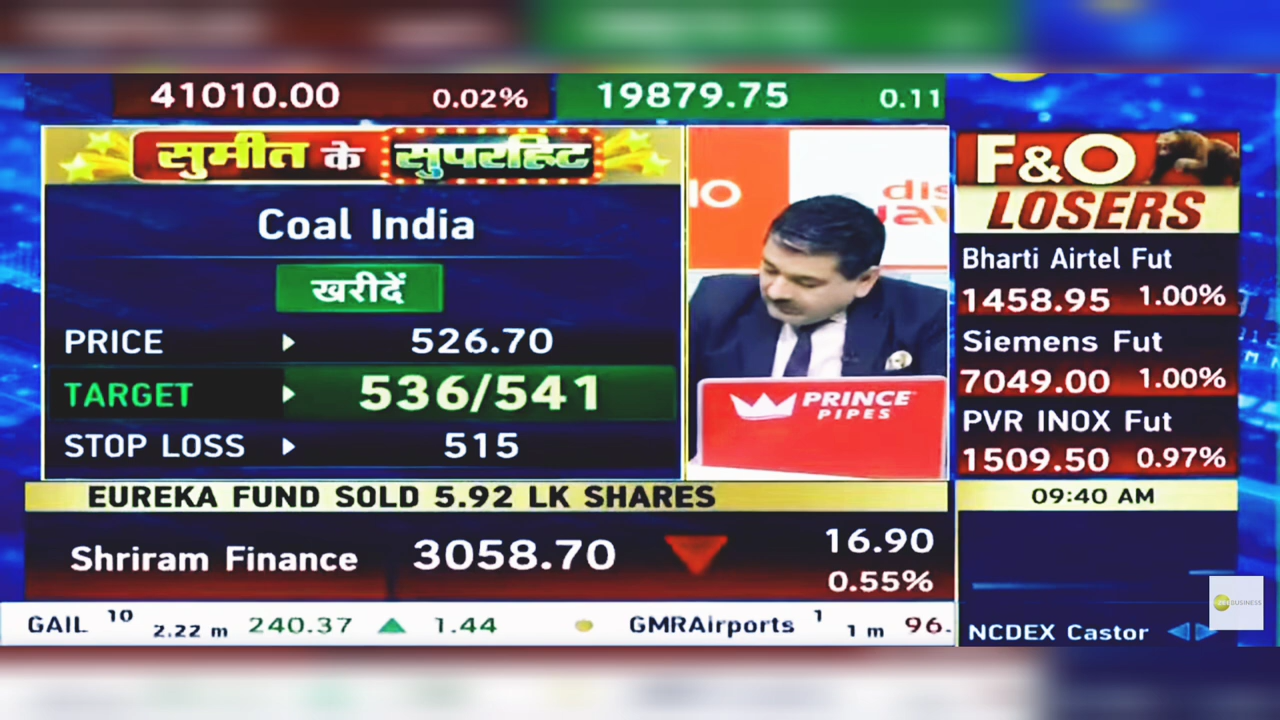 41010.00 0.02% 19879.75 0.11
सुमीत के सुपरहिट
Coal India
खरीदें
PRICE 526.70
TARGET 536/541
STOP LOSS 515
PRINCE
PIPES
EUREKA FUND SOLD 5.92 LK SHARES
Shriram Finance 3058.70 16.90
0.55%
GAIL 10 2.22 m 240.37 1.44 GMRAirports 1 1 m 96.
F&O
LOSERS
Bharti Airtel Fut
1458.95 1.00%
Siemens Fut
7049.00 1.00%
PVR INOX Fut
1509.50 0.97%
09:40 AM
NCDEX Castor
BUSINESS